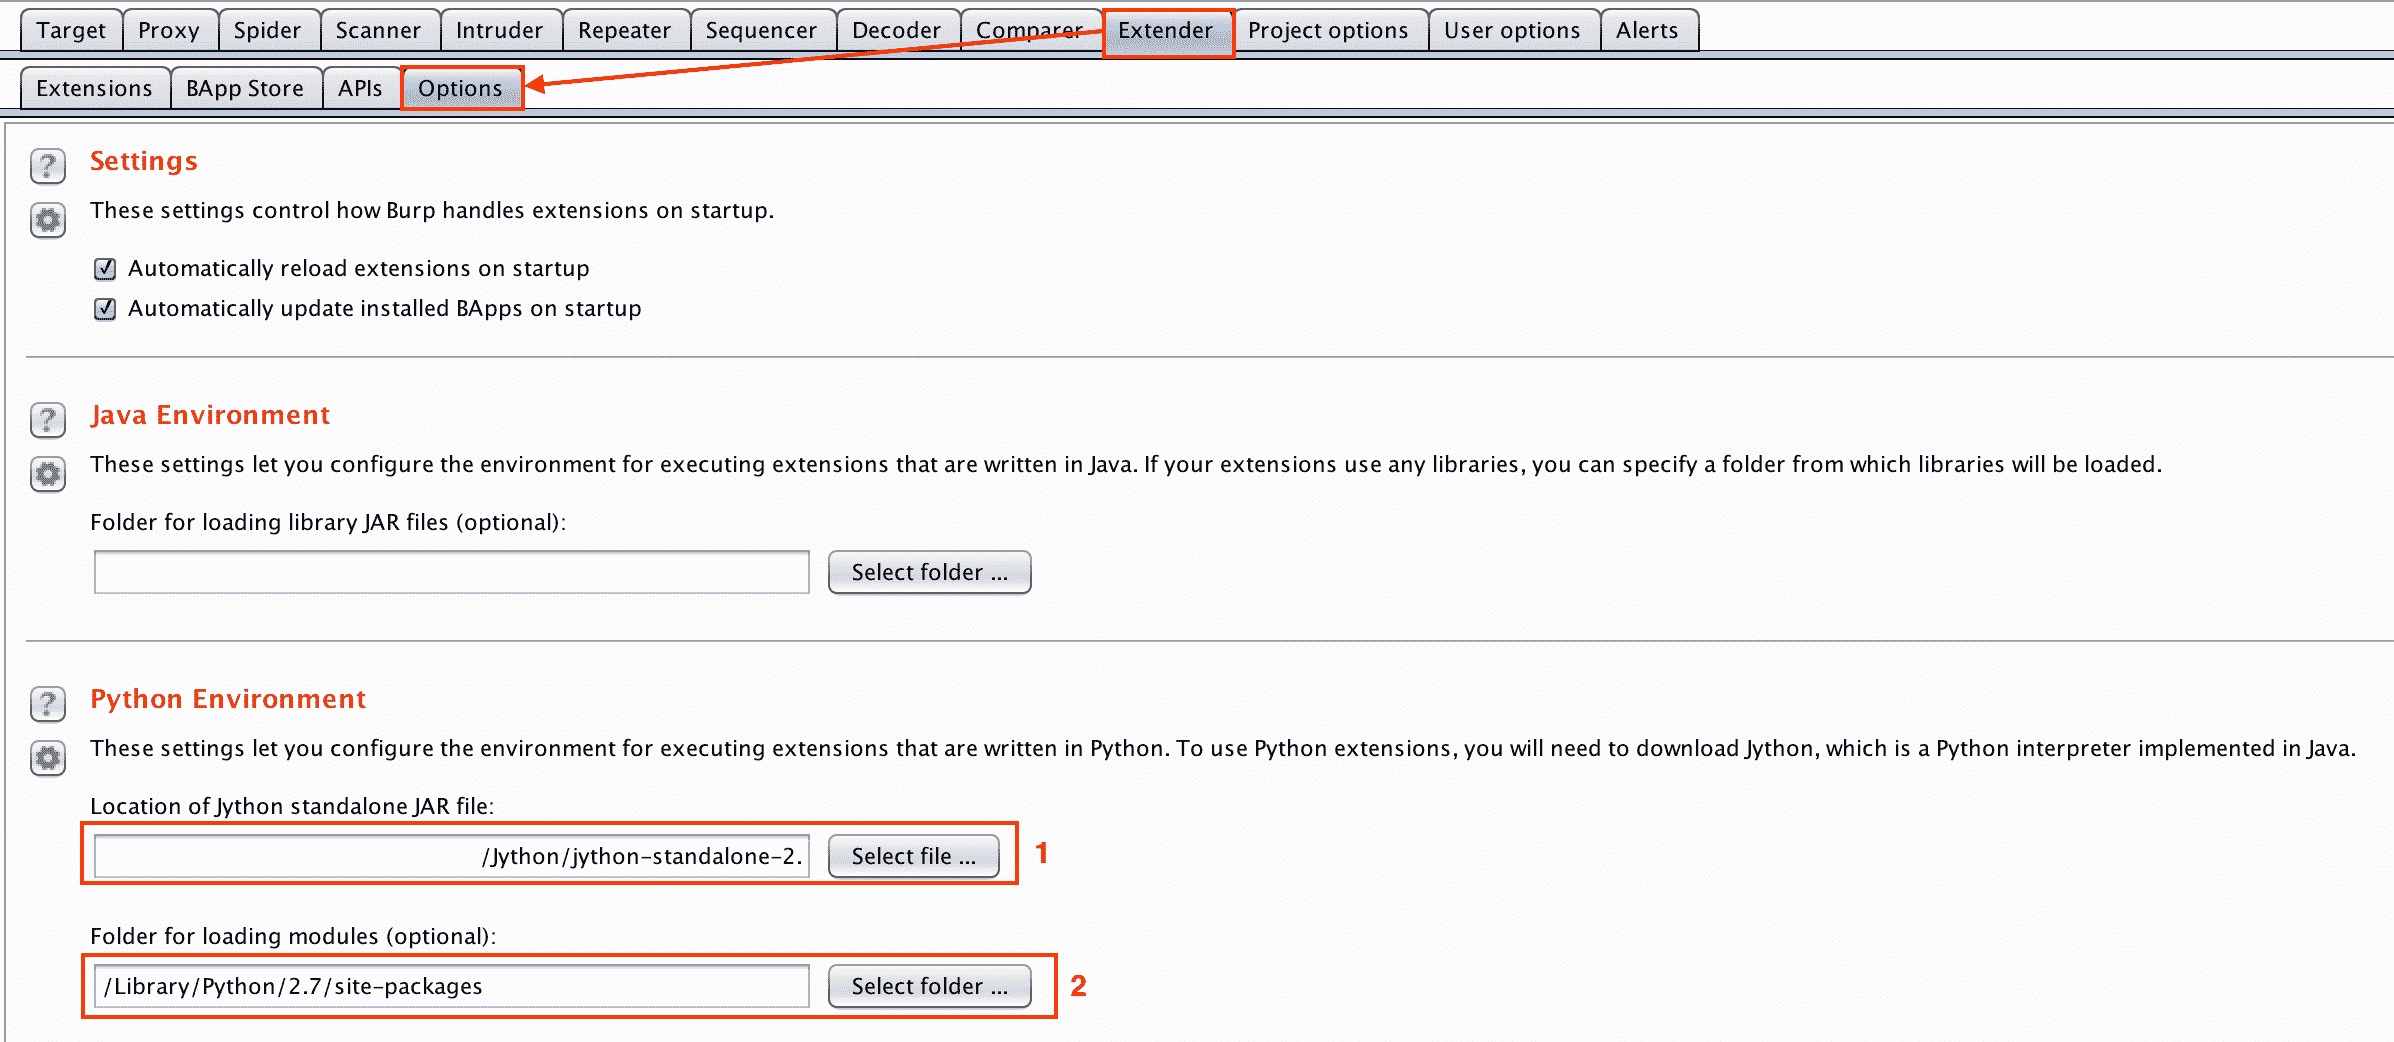 Target Proxy Spider Scanner Intruder Repeater Sequencer Decoder Comparer Extender Project options User options Alerts
Extensions BApp Store APIs Options
? Settings
These settings control how Burp handles extensions on startup.
Automatically reload extensions on startup
Automatically update installed BApps on startup
? Java Environment
These settings let you configure the environment for executing extensions that are written in Java. If your extensions use any libraries, you can specify a folder from which libraries will be loaded.
Folder for loading library JAR files (optional):
Select folder ...
? Python Environment
These settings let you configure the environment for executing extensions that are written in Python. To use Python extensions, you will need to download Jython, which is a Python interpreter implemented in Java.
Location of Jython standalone JAR file:
/Jython/jython-standalone-2. Select file ... 1
Folder for loading modules (optional):
/Library/Python/2.7/site-packages Select folder ... 2